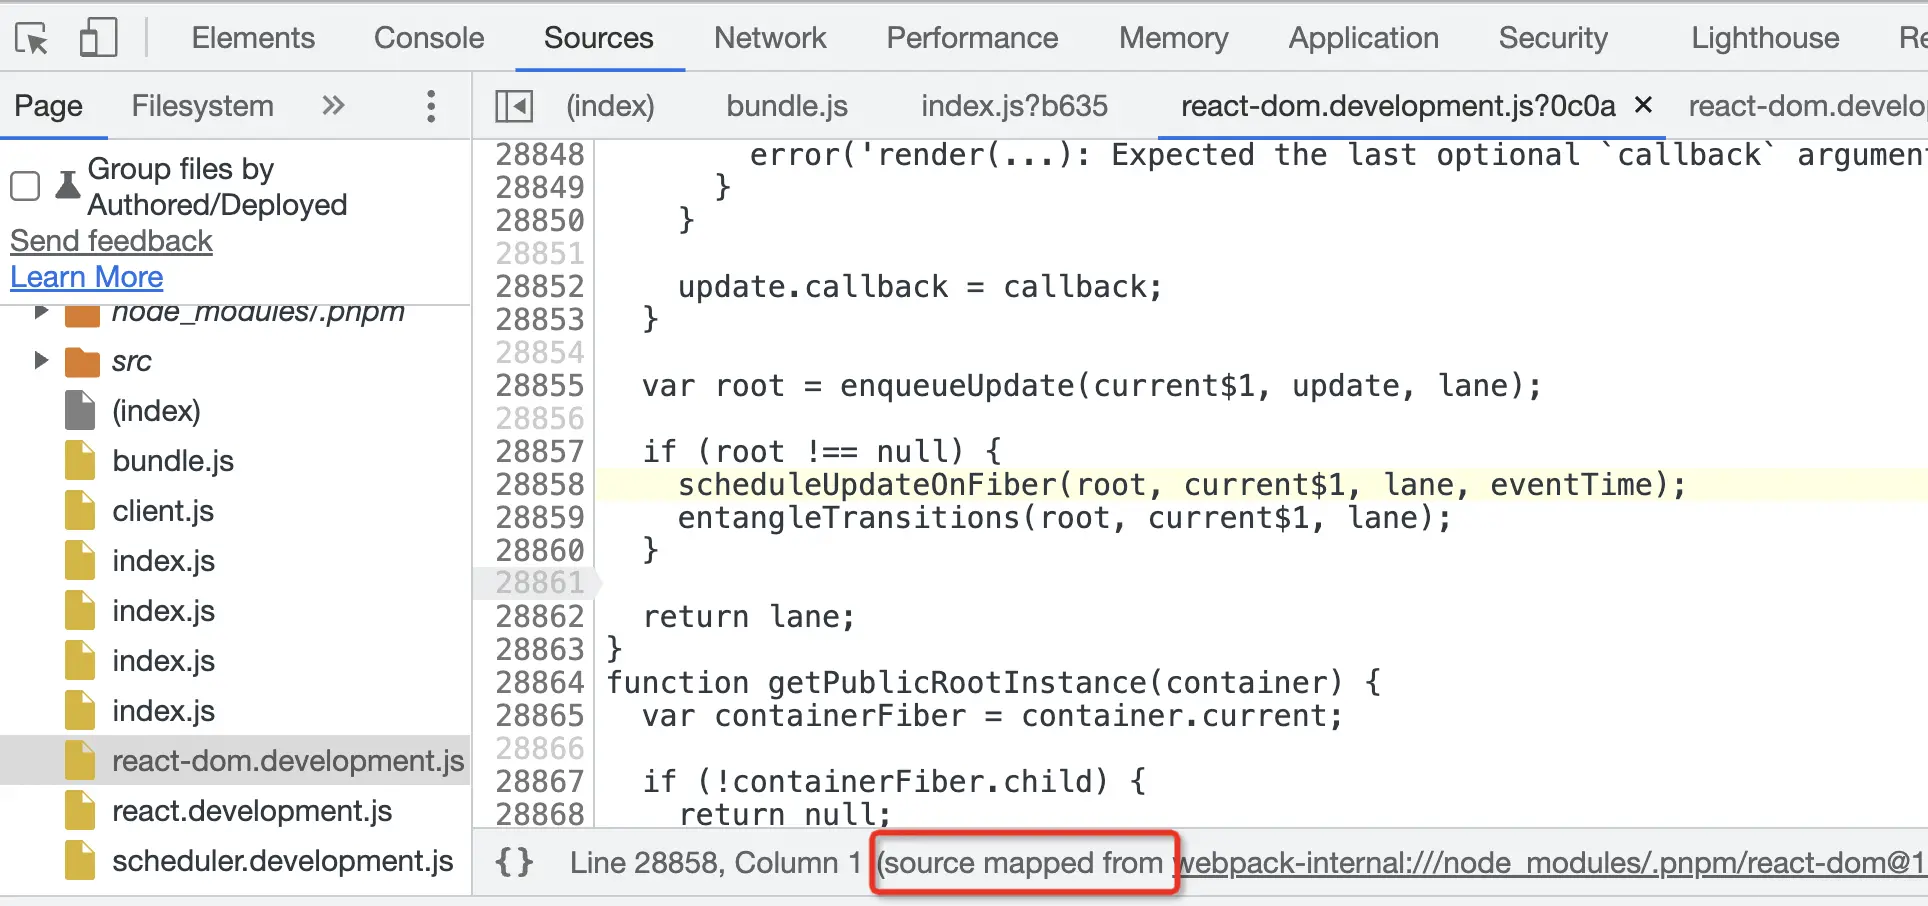 Elements Console Sources Network Performance Memory Application Security Lighthouse Re
Page Filesystem »
(index) bundle.js index.js?b635 react-dom.development.js?0c0a × react-dom.develo
Group files by
Authored/Deployed
Send feedback
Learn More
node_modules/.pnpm
src
(index)
bundle.js
client.js
index.js
index.js
index.js
index.js
react-dom.development.js
react.development.js
scheduler.development.js
28848 error('render(...): Expected the last optional `callback` argumen
28849 }
28850 }
28851
28852 update.callback = callback;
28853 }
28854
28855 var root = enqueueUpdate(current$1, update, lane);
28856
28857 if (root !== null) {
28858 scheduleUpdateOnFiber(root, current$1, lane, eventTime);
28859 entangleTransitions(root, current$1, lane);
28860 }
28861
28862 return lane;
28863 }
28864 function getPublicRootInstance(container) {
28865 var containerFiber = container.current;
28866
28867 if (!containerFiber.child) {
28868 return null;
{} Line 28858, Column 1 (source mapped from webpack-internal:///node_modules/.pnpm/react-dom@1